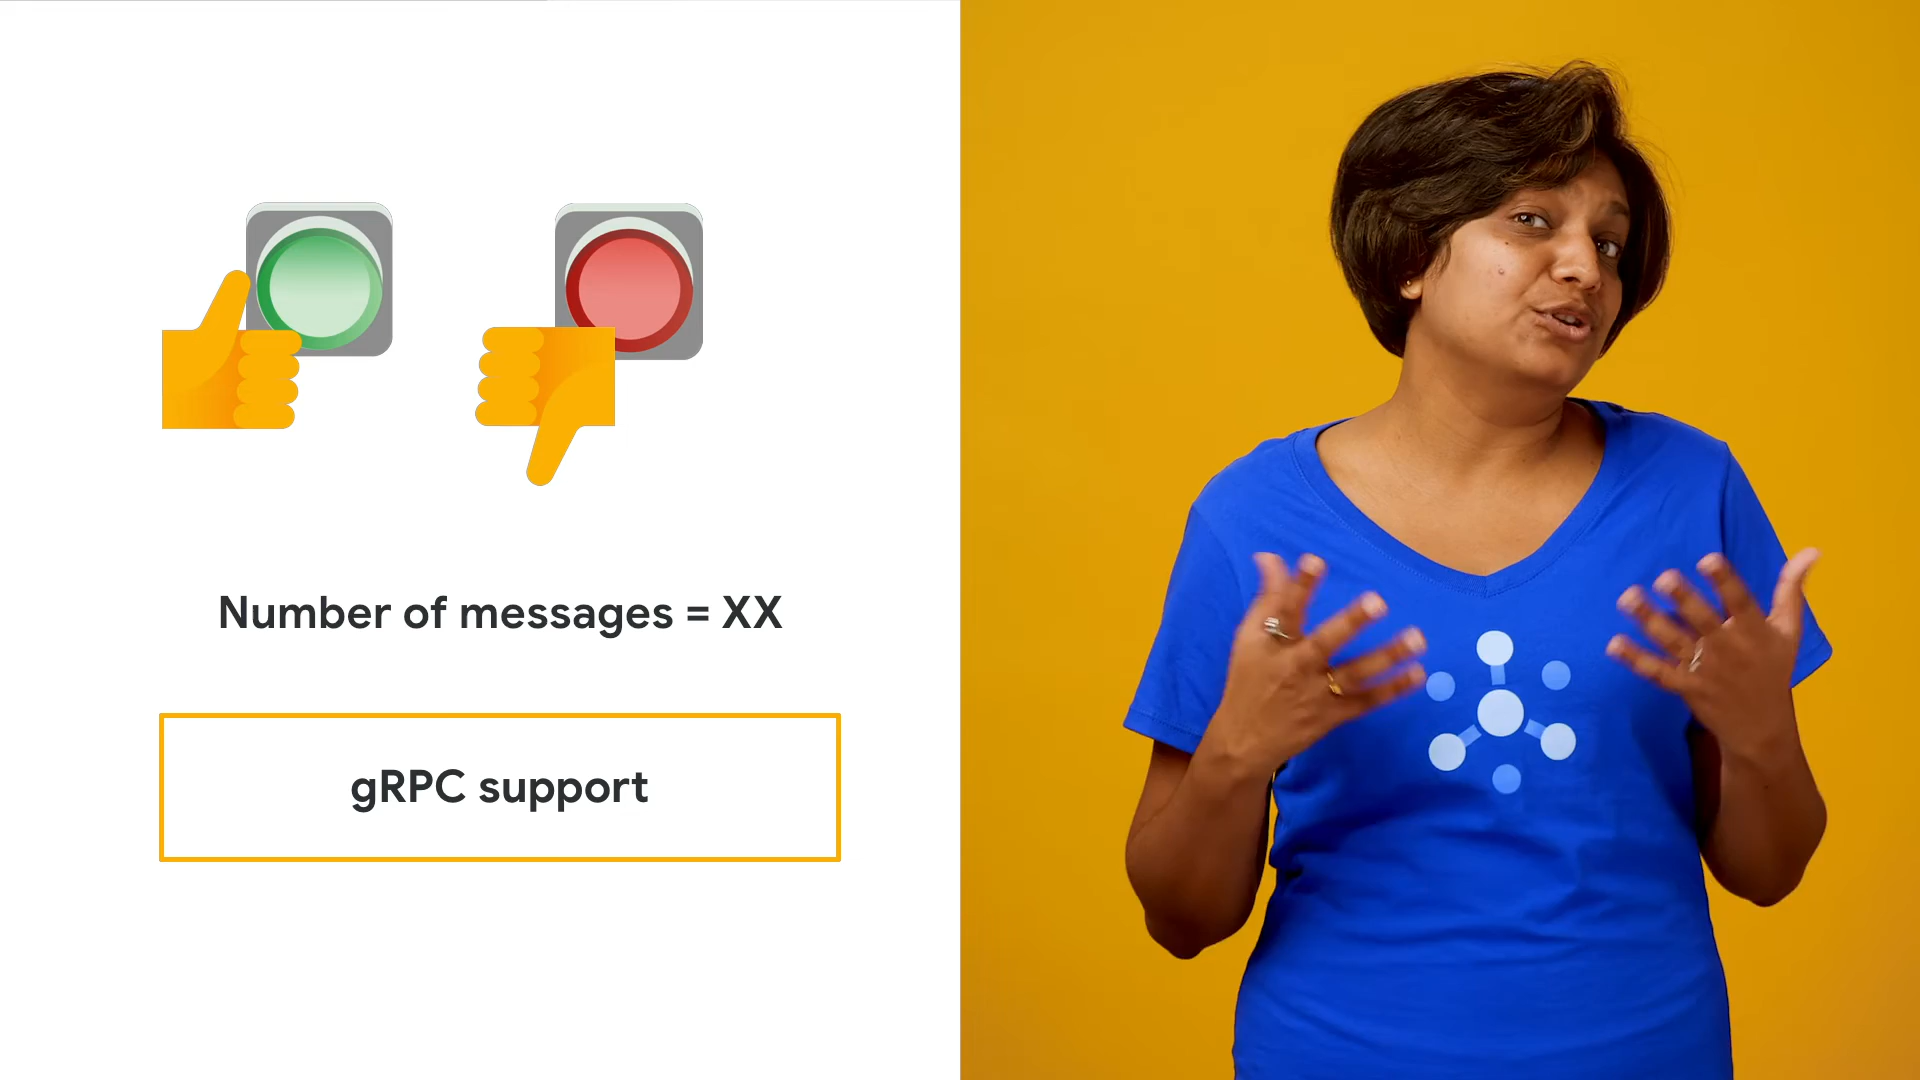 Number of messages = XX
gRPC support